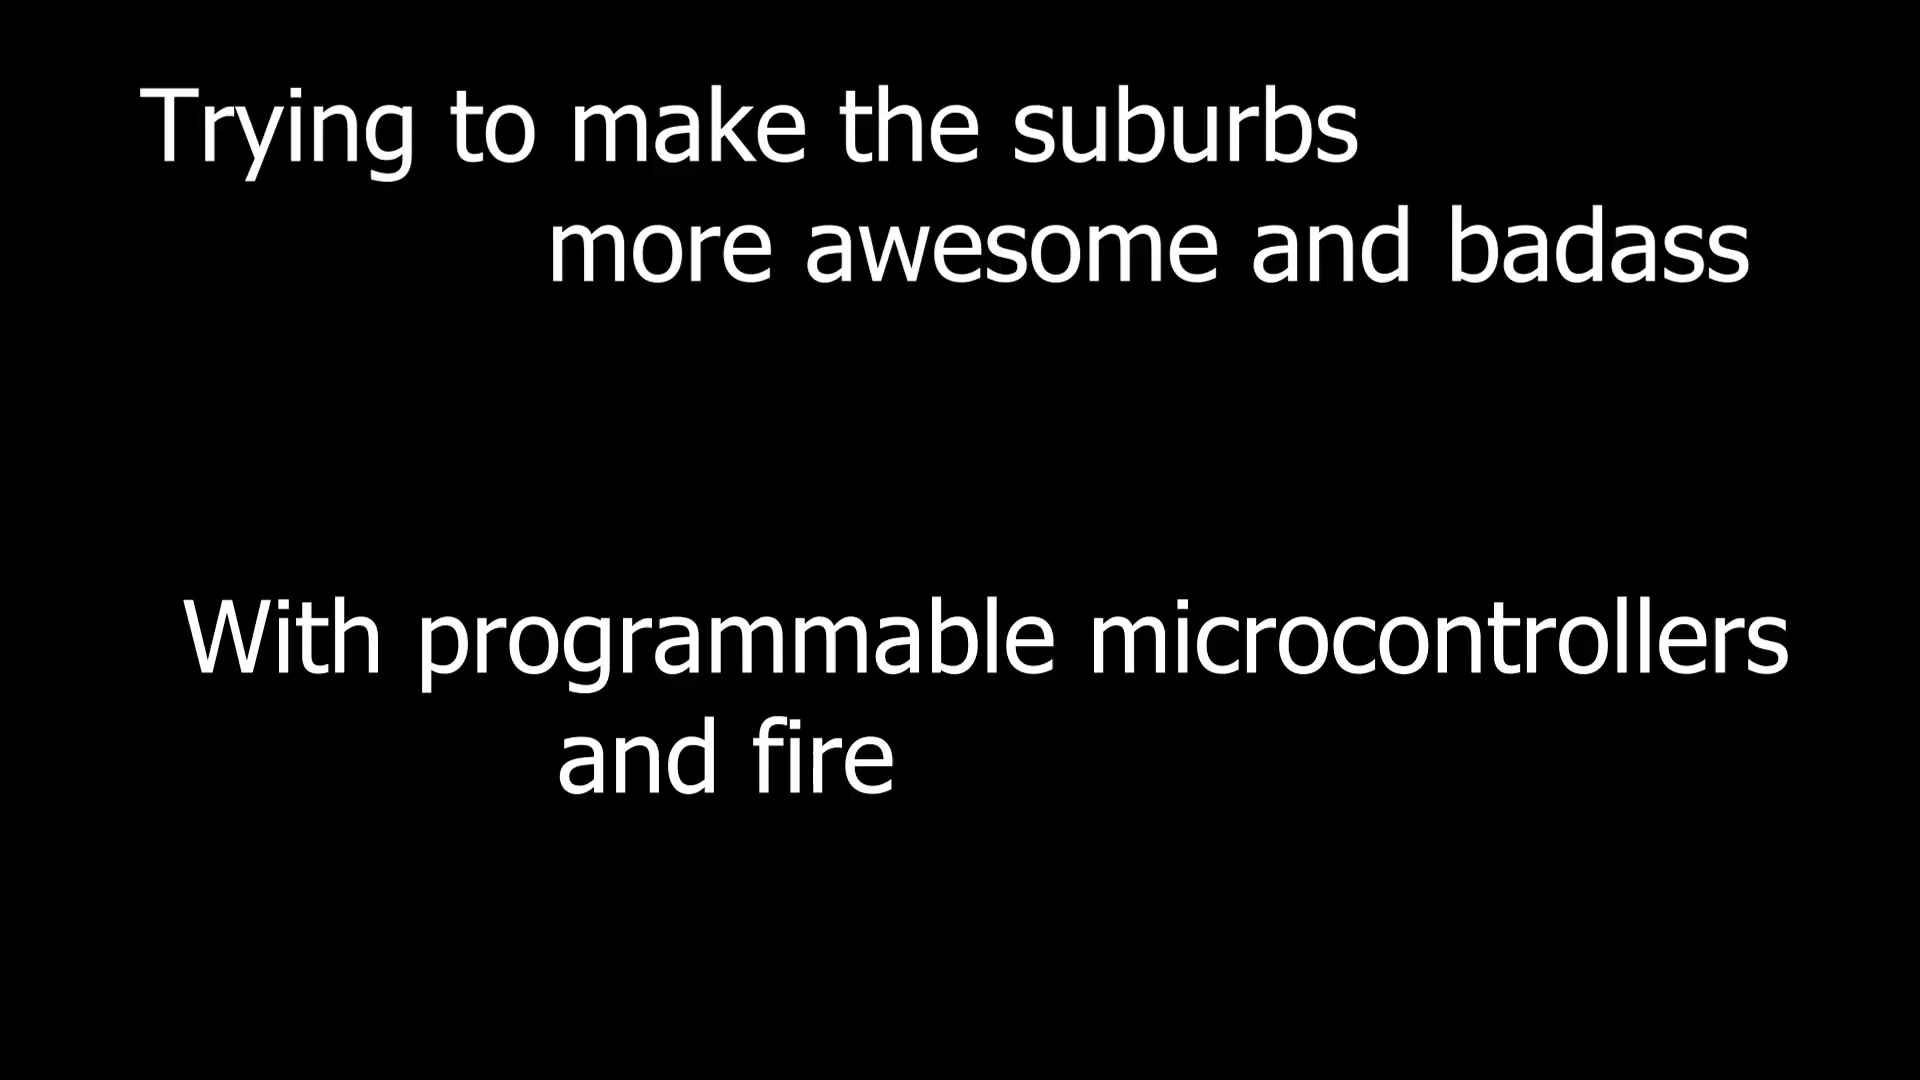 Trying to make the suburbs
more awesome and badass
With programmable microcontrollers
and fire